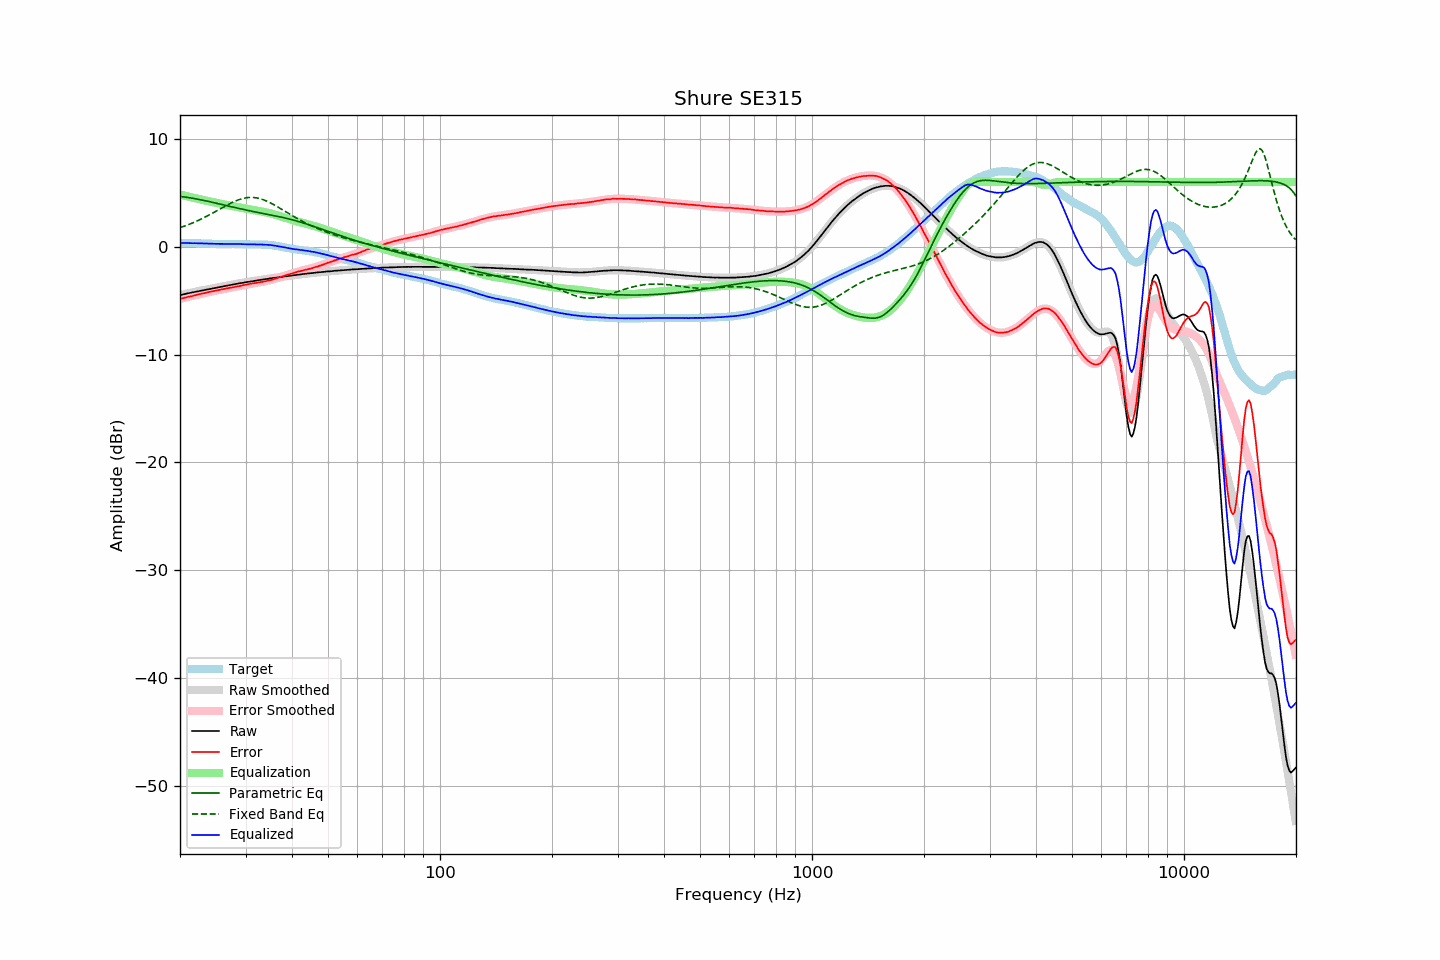 Shure SE315
10
0
−10
−20
−30
−40
−50
Amplitude (dBr)
Target
Raw Smoothed
Error Smoothed
Raw
Error
Equalization
Parametric Eq
Fixed Band Eq
Equalized
100
1000
10000
Frequency (Hz)